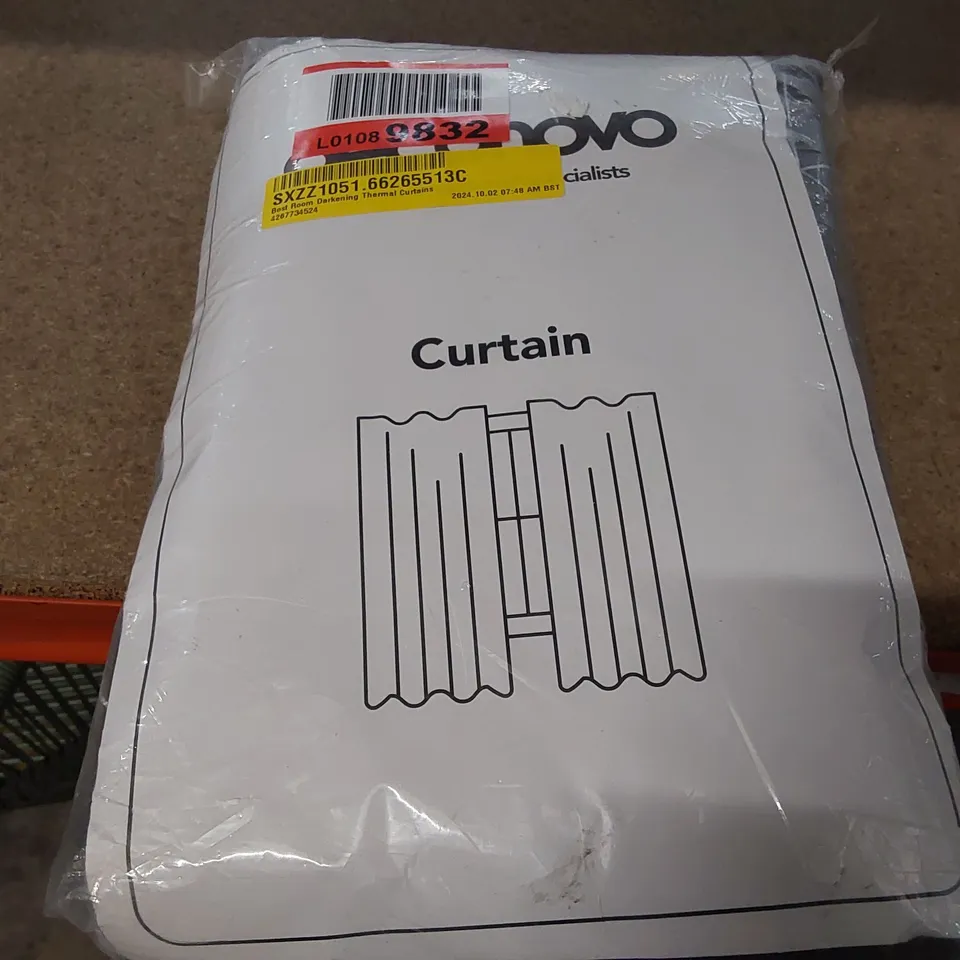 L0108 9832
novo
cialists
SXZZ1051.66265513C
Best Room Darkening Thermal Curtains 2024.10.02 07:48 AM BST
4287734524
Curtain